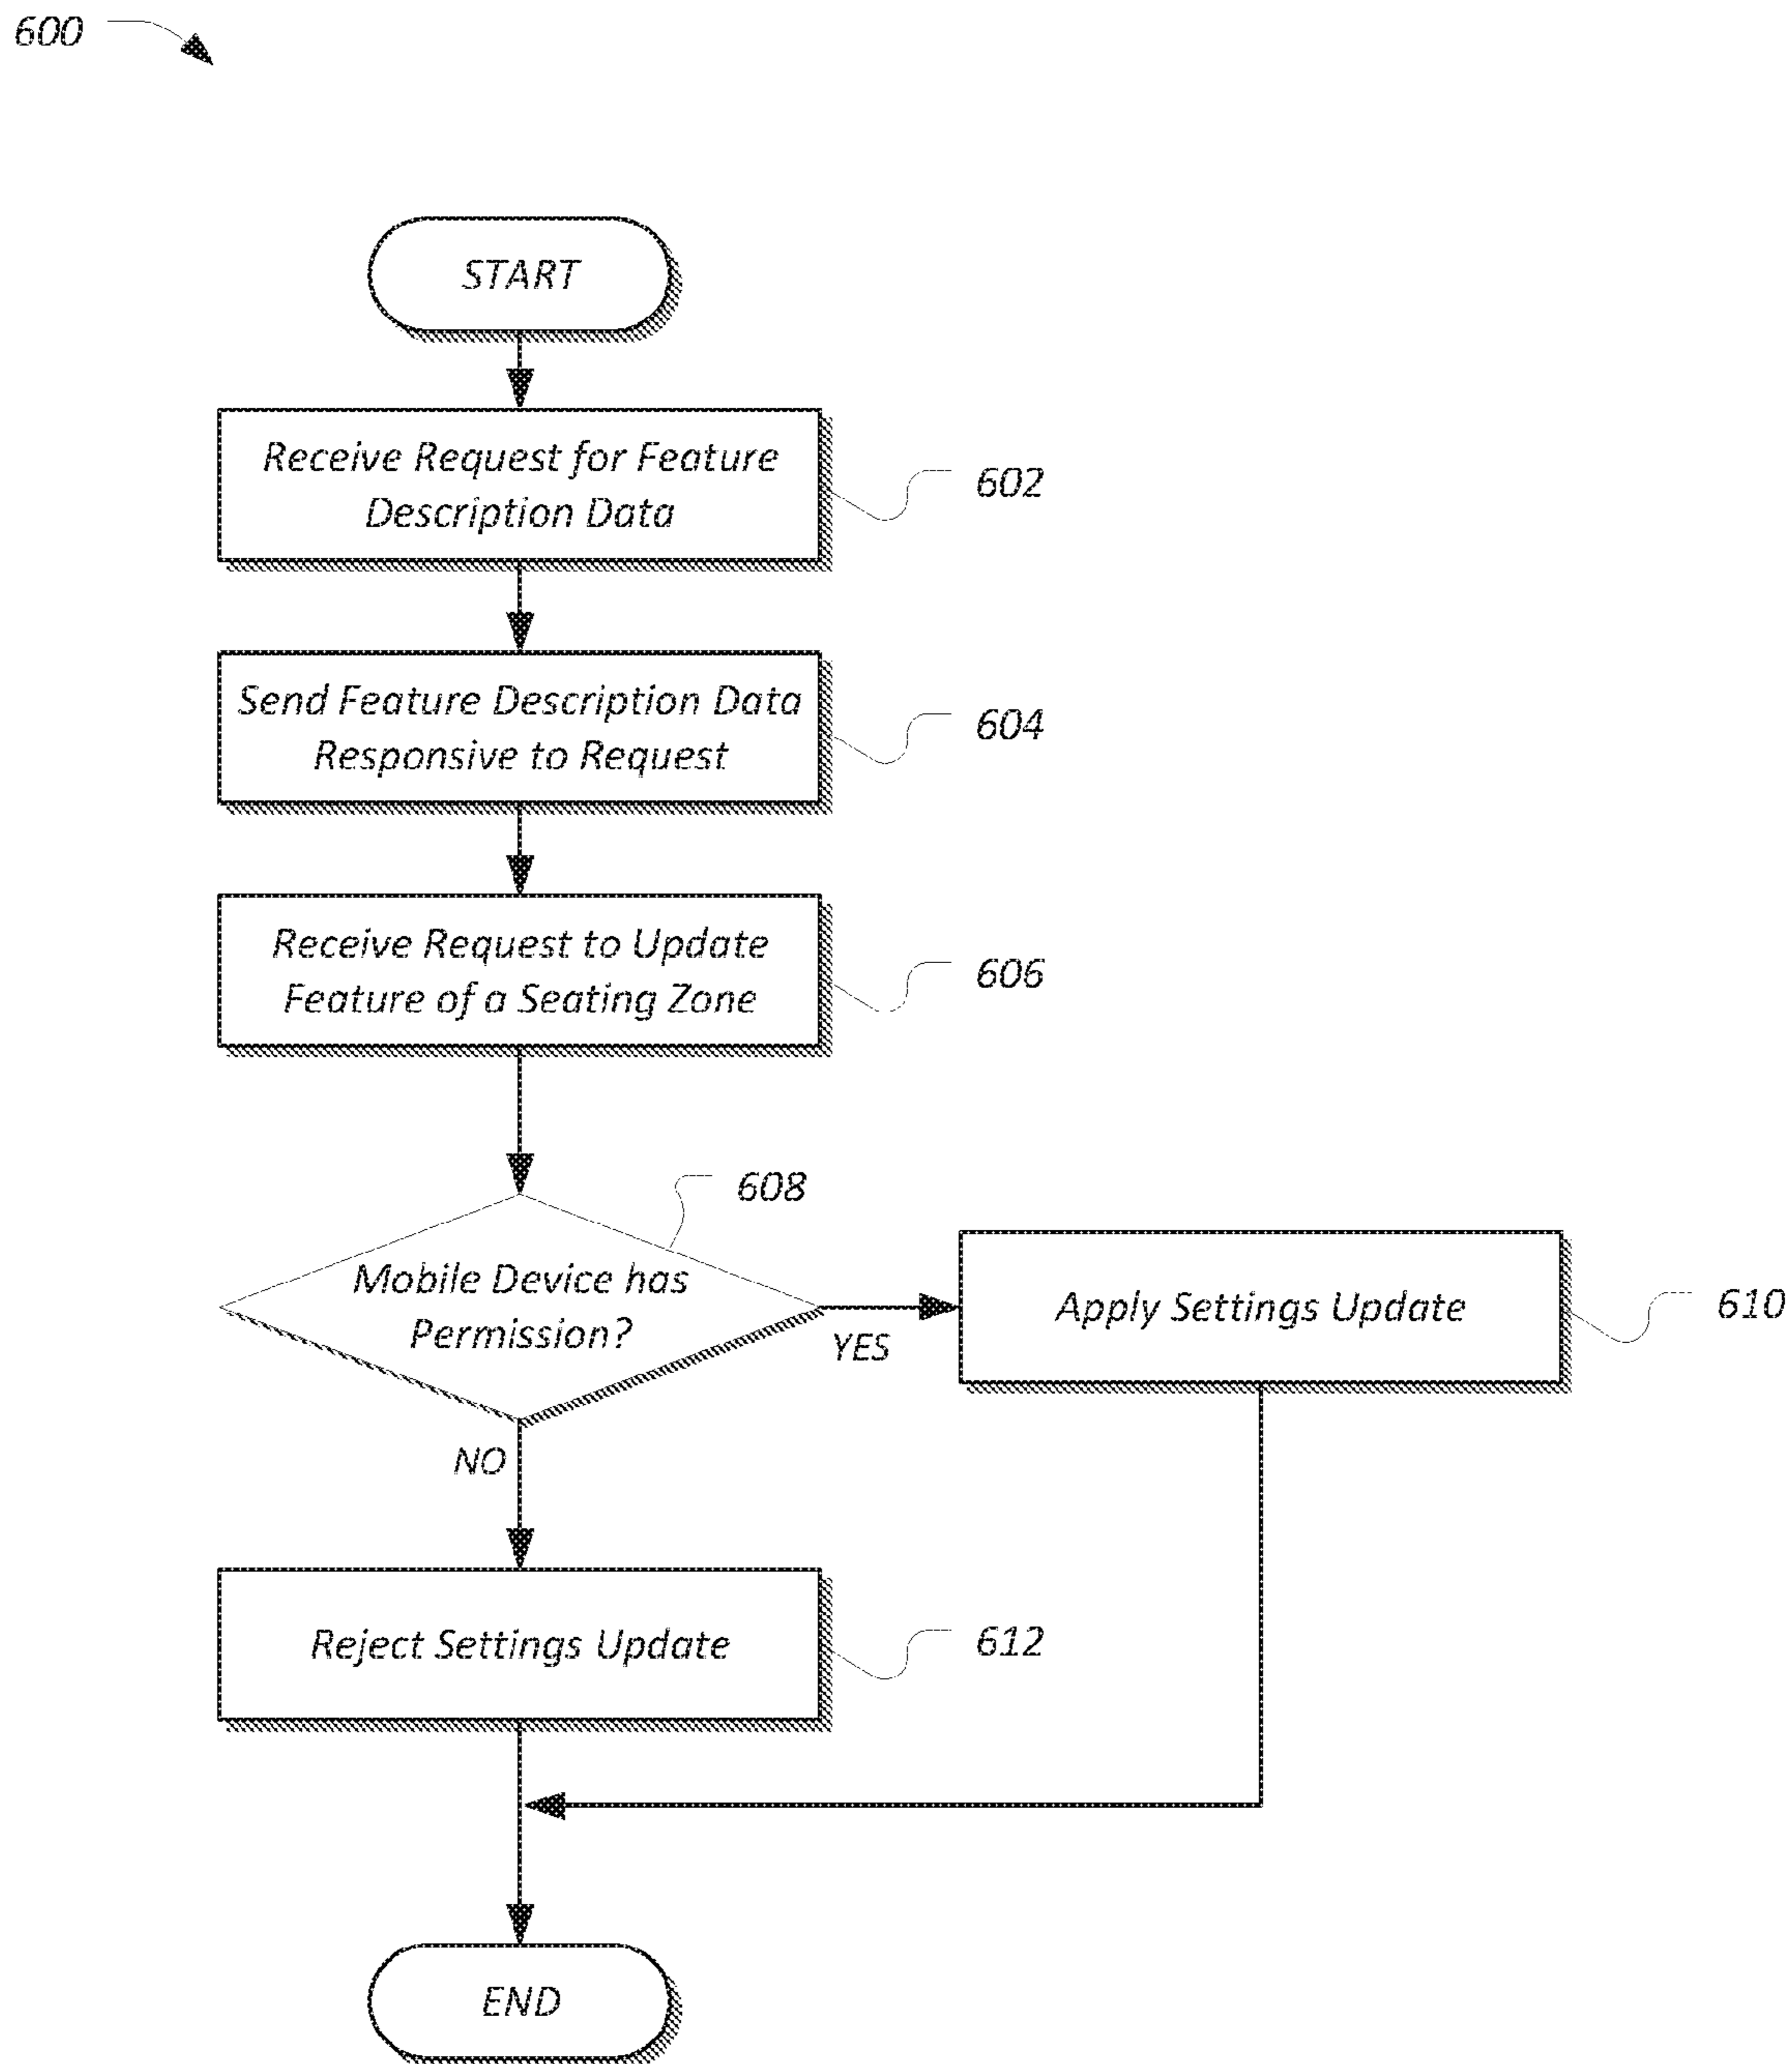 600
START
Receive Request for Feature
Description Data
602
Send Feature Description Data
Responsive to Request
604
Receive Request to Update
Feature of a Seating Zone
606
608
Mobile Device has
Permission?
YES
Apply Settings Update
610
NO
Reject Settings Update
612
END